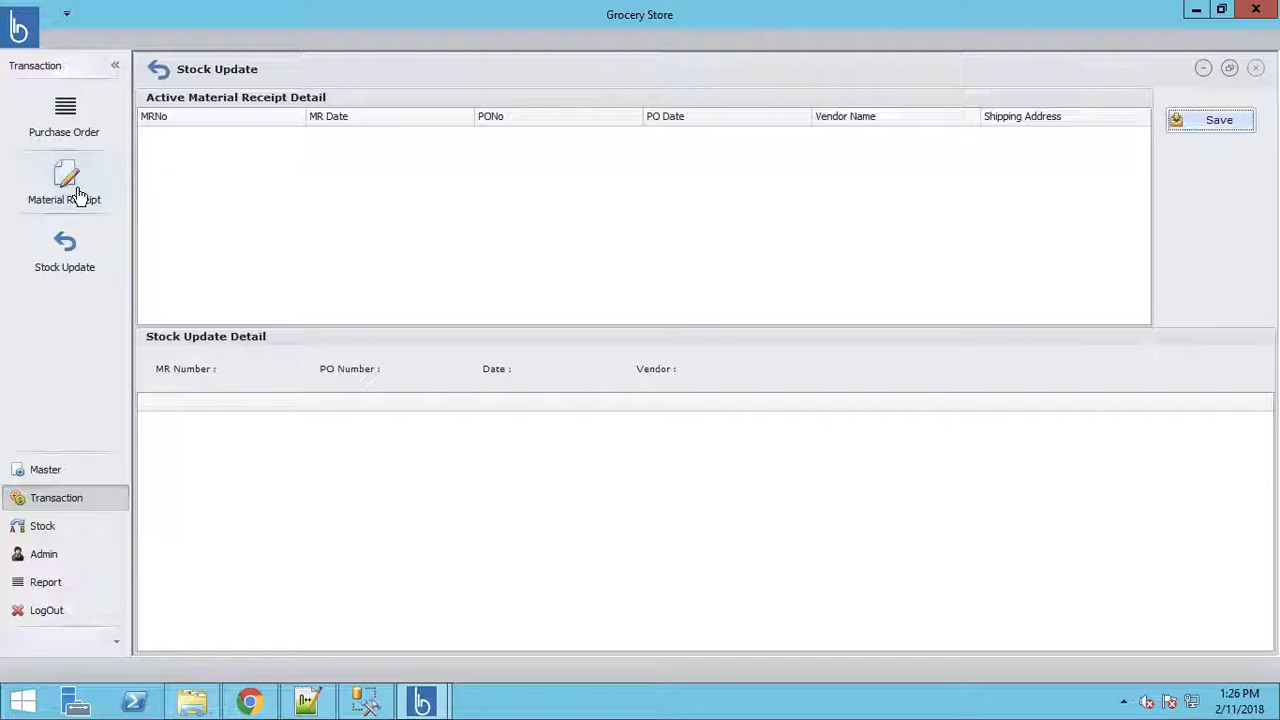 Grocery Store
Transaction «
Purchase Order
Material Receipt
Stock Update
Master
Transaction
Stock
Admin
Report
LogOut
Stock Update
Active Material Receipt Detail
MRNo MR Date PONo PO Date Vendor Name Shipping Address
Save
Stock Update Detail
MR Number : PO Number : Date : Vendor :
1:26 PM
2/11/2018